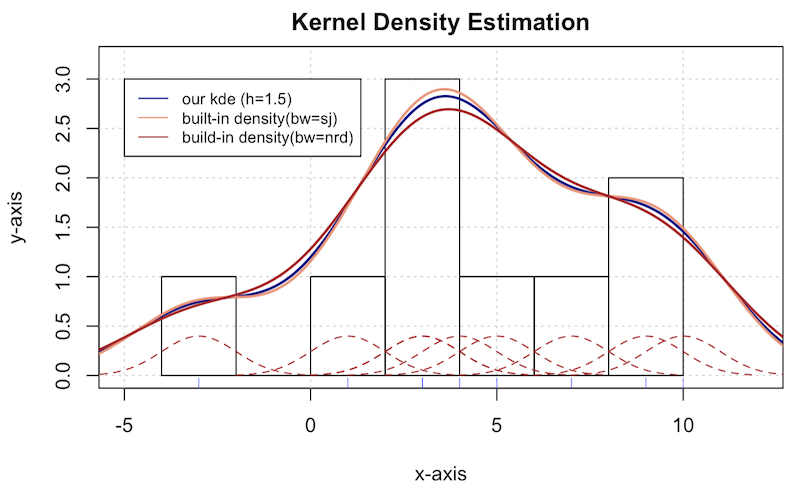 Kernel Density Estimation
our kde (h=1.5)
built-in density(bw=sj)
build-in density(bw=nrd)
y-axis
3.0
2.5
2.0
1.5
1.0
0.5
0.0
-5 0 5 10
x-axis